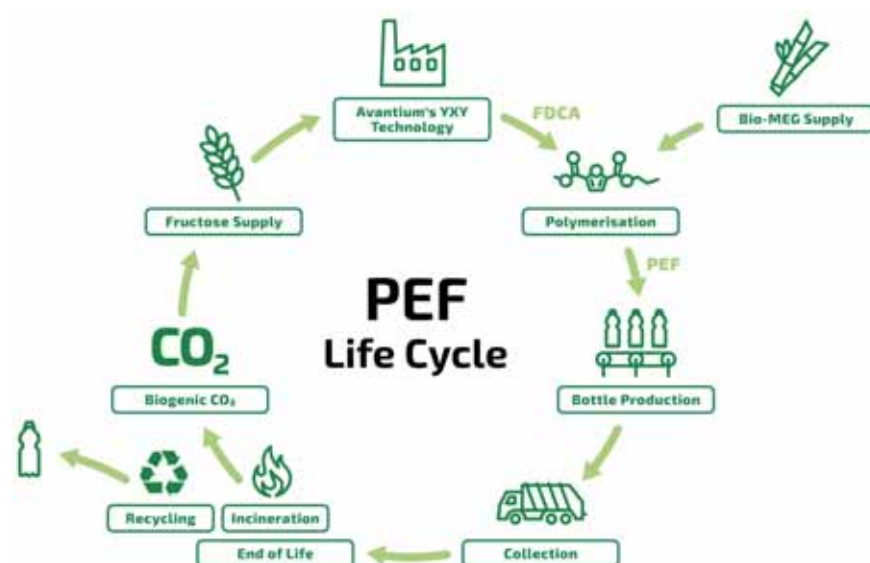 Avantium's YXY
Technology
FDCA
Bio-MEG Supply
Fructose Supply
Polymerisation
PEF
PEF
Life Cycle
CO₂
Biogenic CO₂
Bottle Production
Recycling
Incineration
End of Life
Collection